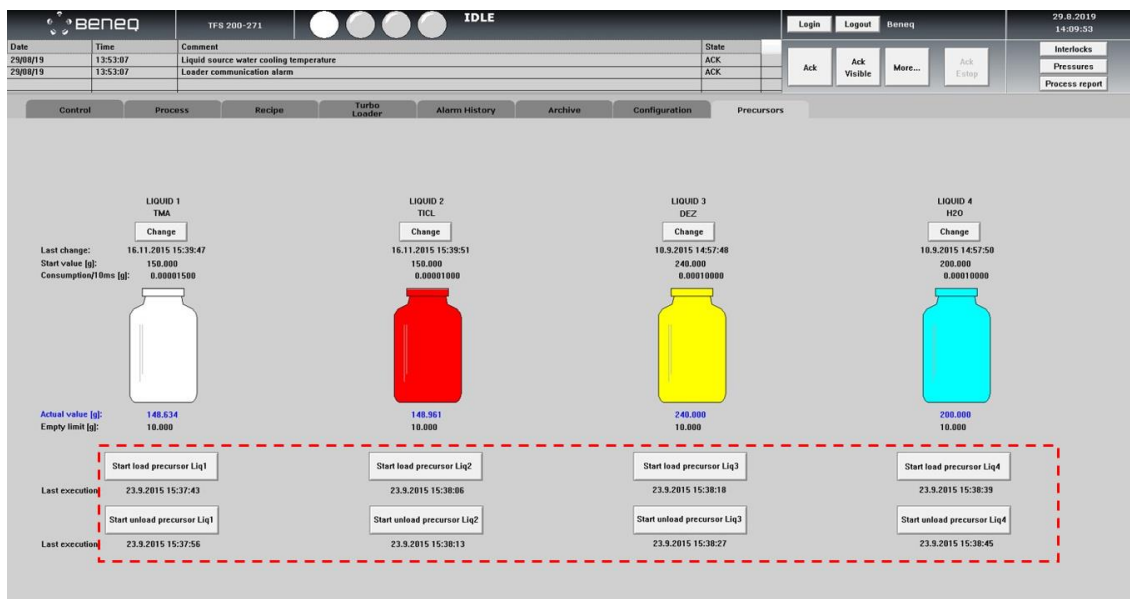 BENEQ TFS 200-271 IDLE Login Logout Beneq 29.8.2019
14:09:53
Date Time Comment State
29/08/19 13:53:07 Liquid source water cooling temperature ACK
29/08/19 13:53:07 Loader communication alarm ACK
Ack Ack Visible More... Ack Estop
Interlocks
Pressures
Process report
Control Process Recipe Turbo Loader Alarm History Archive Configuration Precursors
LIQUID 1 LIQUID 2 LIQUID 3 LIQUID 4
TMA TICL DEZ H2O
Change Change Change Change
Last change: 16.11.2015 15:39:47 16.11.2015 15:39:51 10.9.2015 14:57:48 10.9.2015 14:57:50
Start value [g]: 150.000 150.000 240.000 200.000
Consumption/10ms [g]: 0.00001500 0.00001000 0.00010000 0.00010000
Actual value [g]: 148.634 148.961 240.000 200.000
Empty limit [g]: 10.000 10.000 10.000 10.000
Start load precursor Liq1 Start load precursor Liq2 Start load precursor Liq3 Start load precursor Liq4
Last execution 23.9.2015 15:37:43 23.9.2015 15:38:06 23.9.2015 15:38:18 23.9.2015 15:38:39
Start unload precursor Liq1 Start unload precursor Liq2 Start unload precursor Liq3 Start unload precursor Liq4
Last execution 23.9.2015 15:37:56 23.9.2015 15:38:13 23.9.2015 15:38:27 23.9.2015 15:38:45